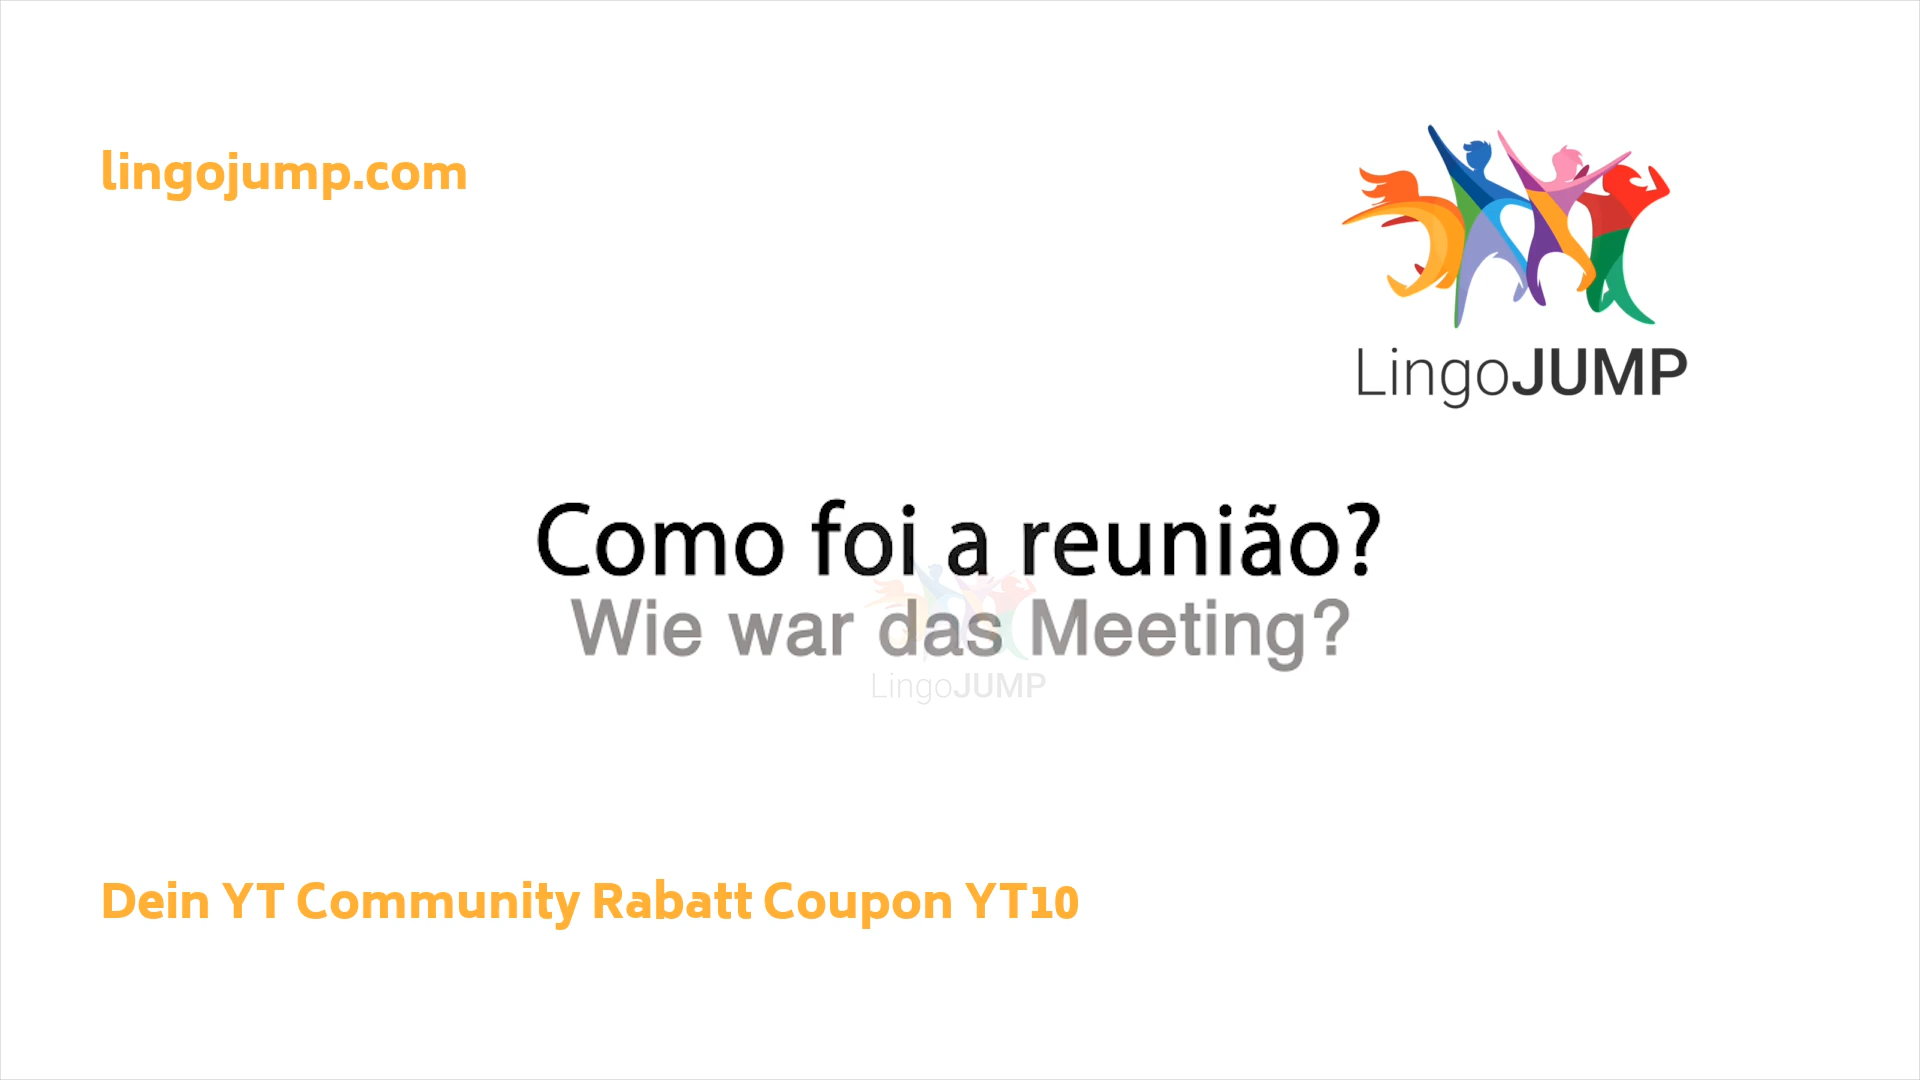 lingojump.com
LingoJUMP
Como foi a reunião?
Wie war das Meeting?
LingoJUMP
Dein YT Community Rabatt Coupon YT10